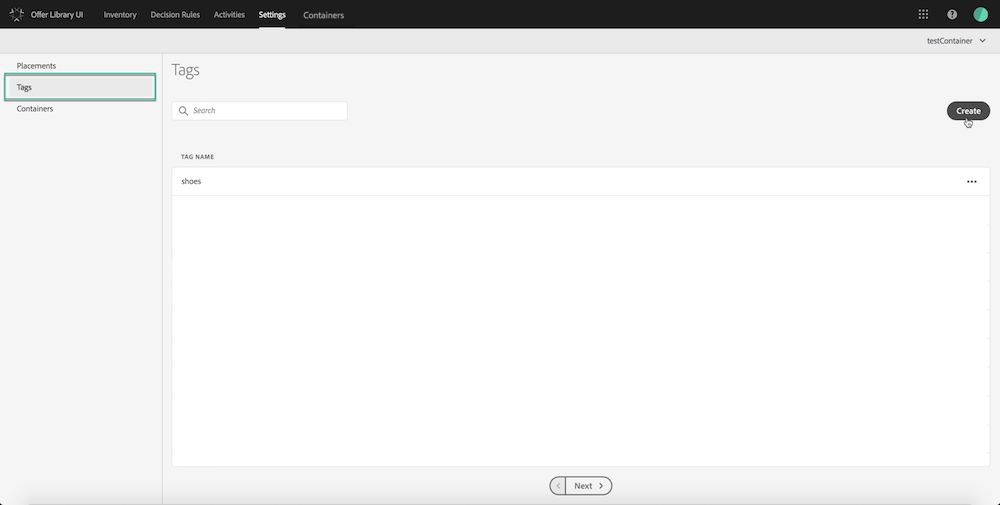 Offer Library UI Inventory Decision Rules Activities Settings Containers
testContainer
Placements
Tags
Containers
Tags
Search
Create
TAG NAME
shoes
Next